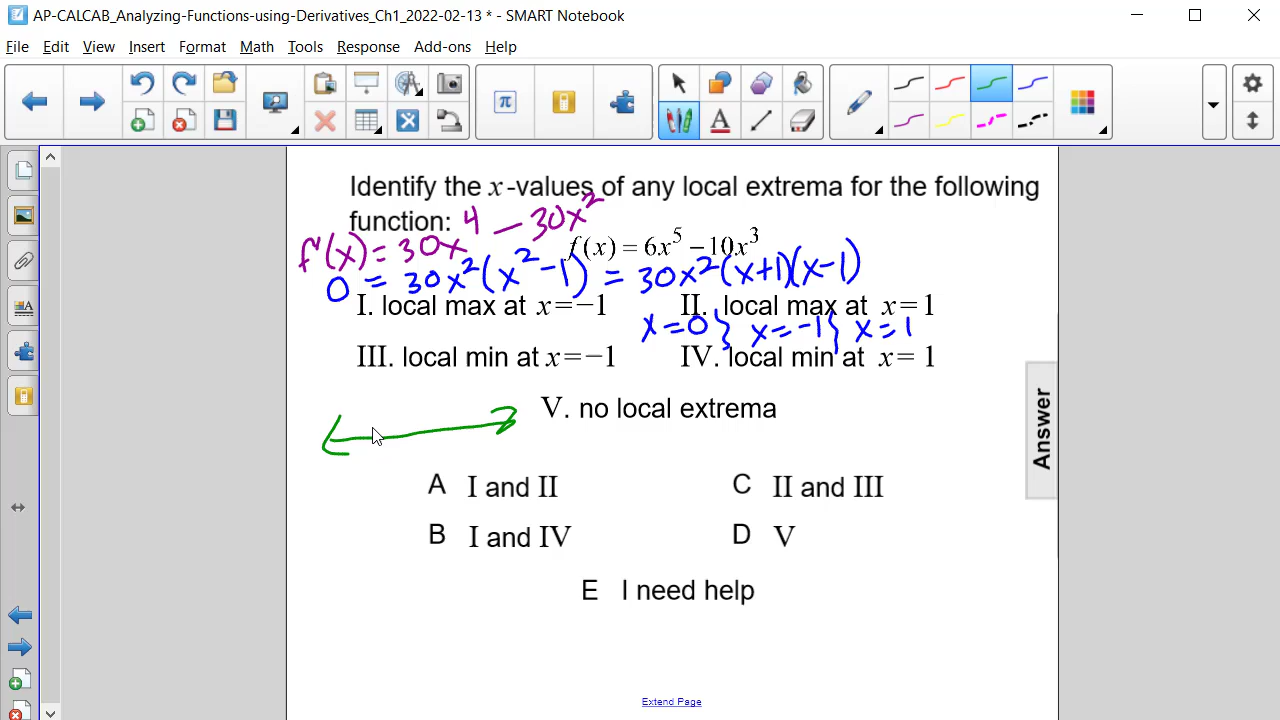 AP-CALCAB_Analyzing-Functions-using-Derivatives_Ch1_2022-02-13 * - SMART Notebook
File Edit View Insert Format Math Tools Response Add-ons Help
Identify the x-values of any local extrema for the following
function:
f'(x) = 30x⁴ − 30x²
f(x) = 6x⁵ − 10x³
0 = 30x²(x² − 1) = 30x²(x+1)(x−1)
I. local max at x = −1 II. local max at x = 1
x = 0 } x = −1 } x = 1
III. local min at x = −1 IV. local min at x = 1
V. no local extrema
A I and II C II and III
B I and IV D V
E I need help
Answer
Extend Page